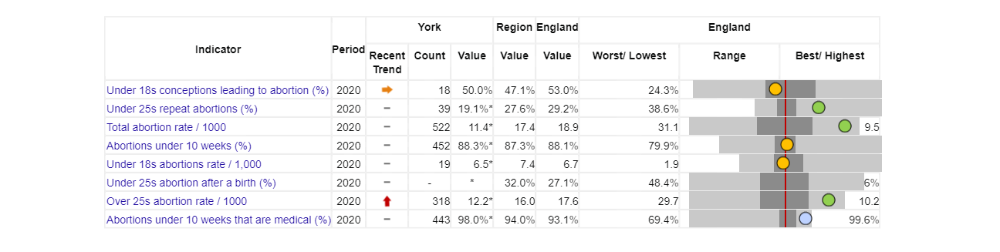 York Region England England
Indicator Period Recent Trend Count Value Value Value Worst/ Lowest Range Best/ Highest
Under 18s conceptions leading to abortion (%) 2020 18 50.0% 47.1% 53.0% 24.3%
Under 25s repeat abortions (%) 2020 – 39 19.1%* 27.6% 29.2% 38.6%
Total abortion rate / 1000 2020 – 522 11.4* 17.4 18.9 31.1 9.5
Abortions under 10 weeks (%) 2020 – 452 88.3%* 87.3% 88.1% 79.9%
Under 18s abortions rate / 1,000 2020 – 19 6.5* 7.4 6.7 1.9
Under 25s abortion after a birth (%) 2020 – - * 32.0% 27.1% 48.4% 6%
Over 25s abortion rate / 1000 2020 318 12.2* 16.0 17.6 29.7 10.2
Abortions under 10 weeks that are medical (%) 2020 – 443 98.0%* 94.0% 93.1% 69.4% 99.6%